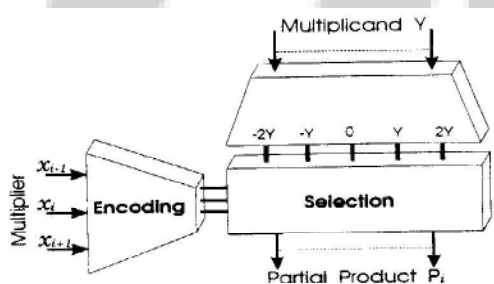 Multiplicand Y
-2Y -Y 0 Y 2Y
Multiplier
x_{i-1}
x_i
x_{i+1}
Encoding
Selection
Partial Product P_i